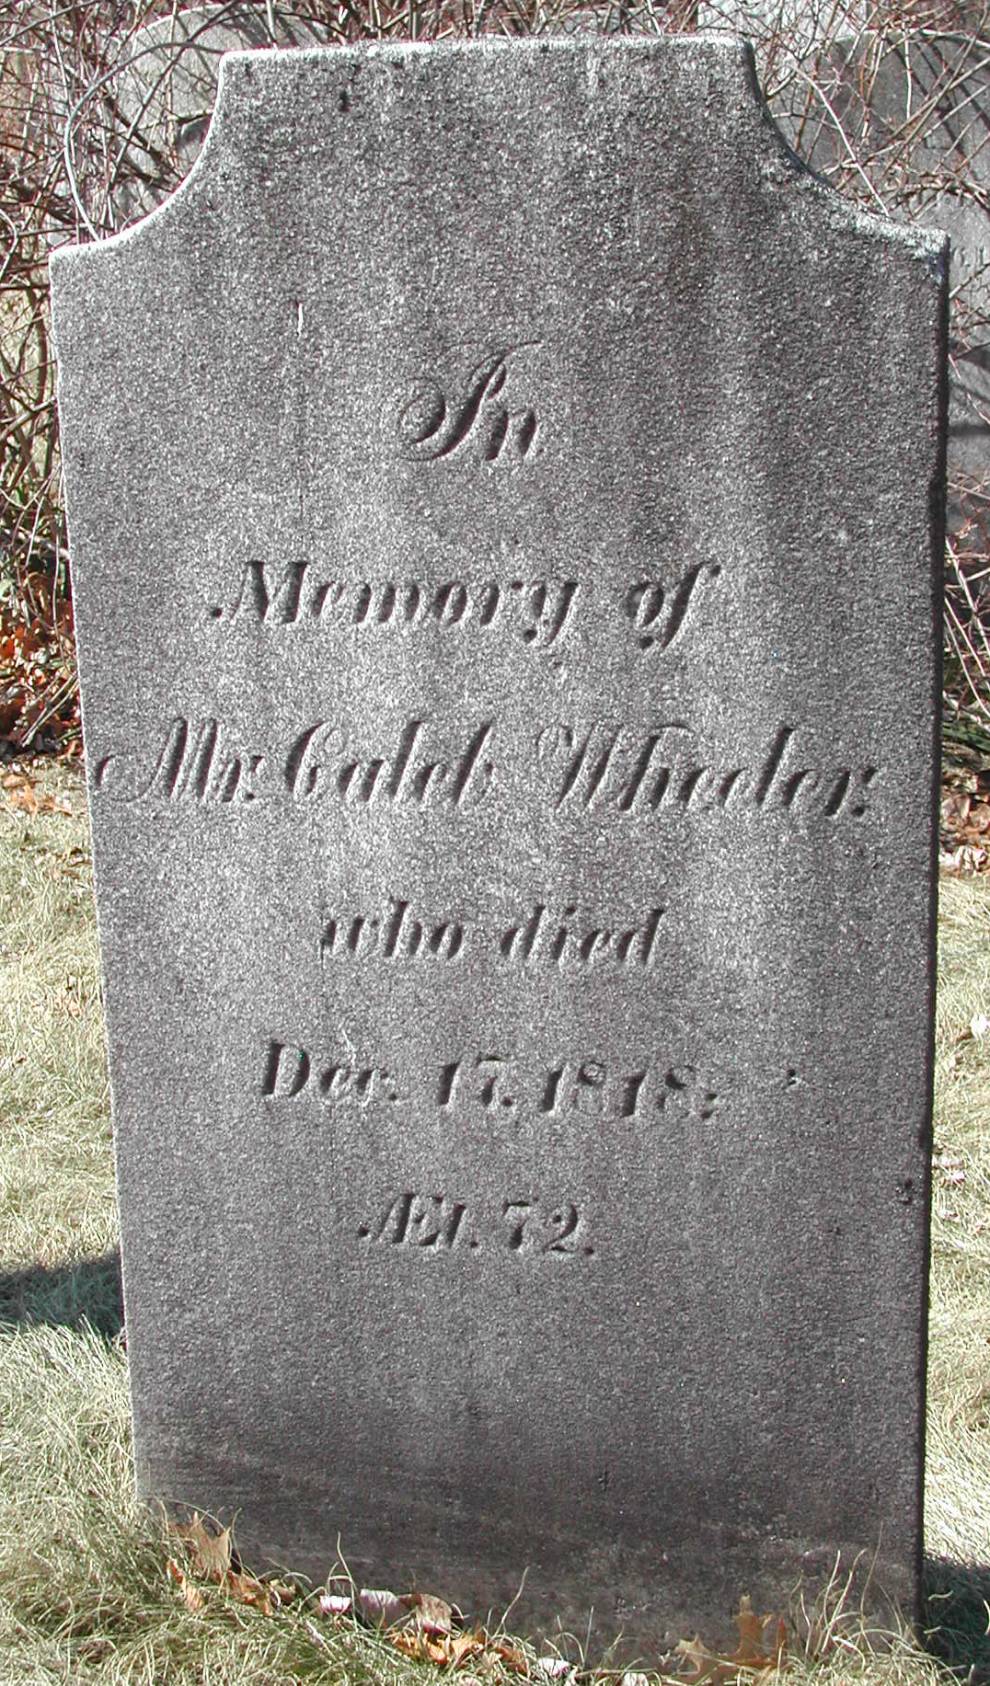 In
Memory of
Mr. Caleb Wheeler.
who died
Dec. 17. 1818:
Æt. 72.